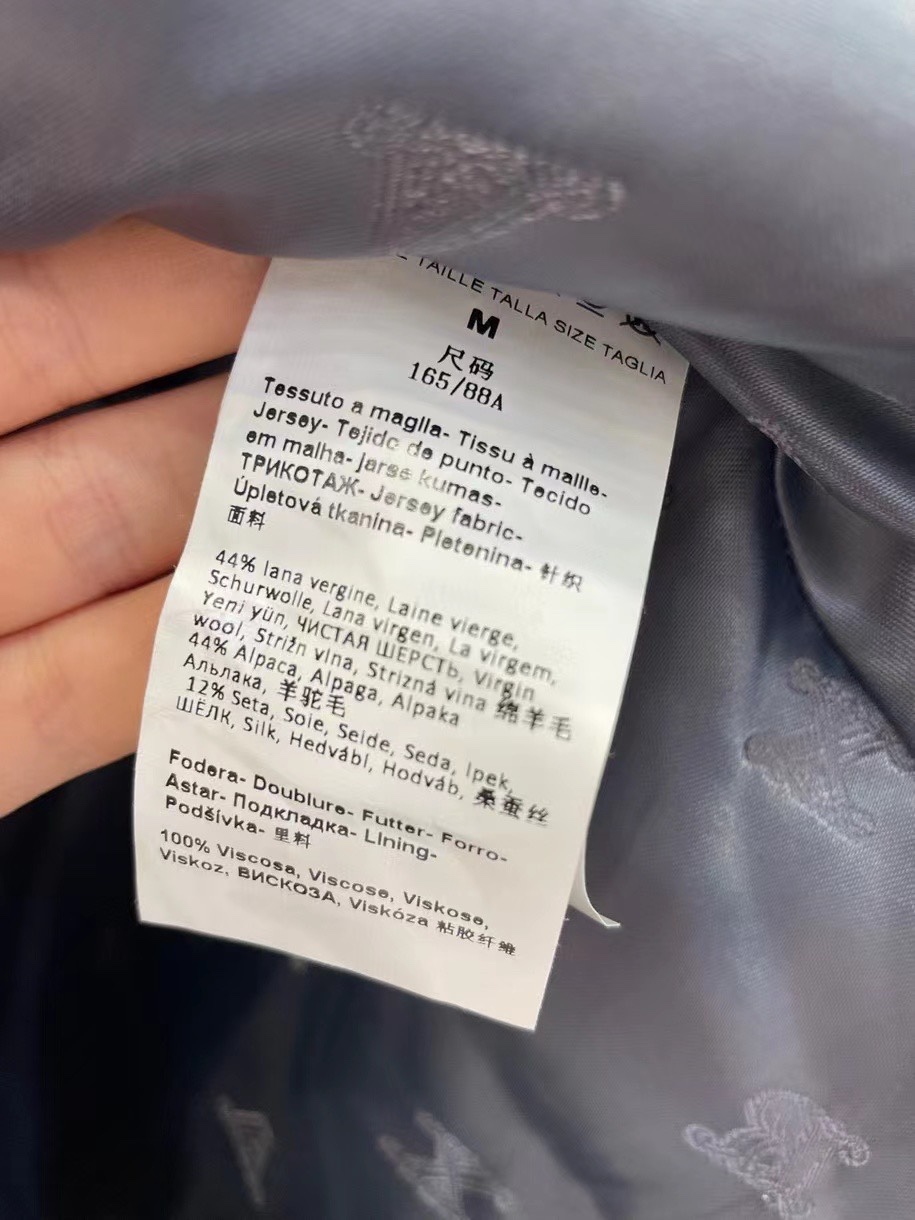 TAILLE TALLA SIZE TAGLIA
M
尺码
165/88A
Tessuto a maglia- Tissu à maille-
Jersey- Tejido de punto- Tecido
em malha- Jarse kumas-
ТРИКОТАЖ- Jersey fabric-
Úpletová tkanina- Pletenina- 针织
面料
44% lana vergine, Laine vierge,
Schurwolle, Lana virgen, La virgem,
Yeni yün, ЧИСТАЯ ШЕРСТЬ, Virgin
wool, Strižn vlna, Strizná vina 绵羊毛
44% Alpaca, Alpaga, Alpaka
Альлака, 羊驼毛
12% Seta, Soie, Seide, Seda, Ipek,
ШЁЛК, Silk, Hedvábí, Hodváb, 桑蚕丝
Fodera- Doublure- Futter- Forro-
Astar- Подкладка- Lining-
Podšívka- 里料
100% Viscosa, Viscose, Viskose,
Viskoz, ВИСКОЗА, Viskóza 粘胶纤维